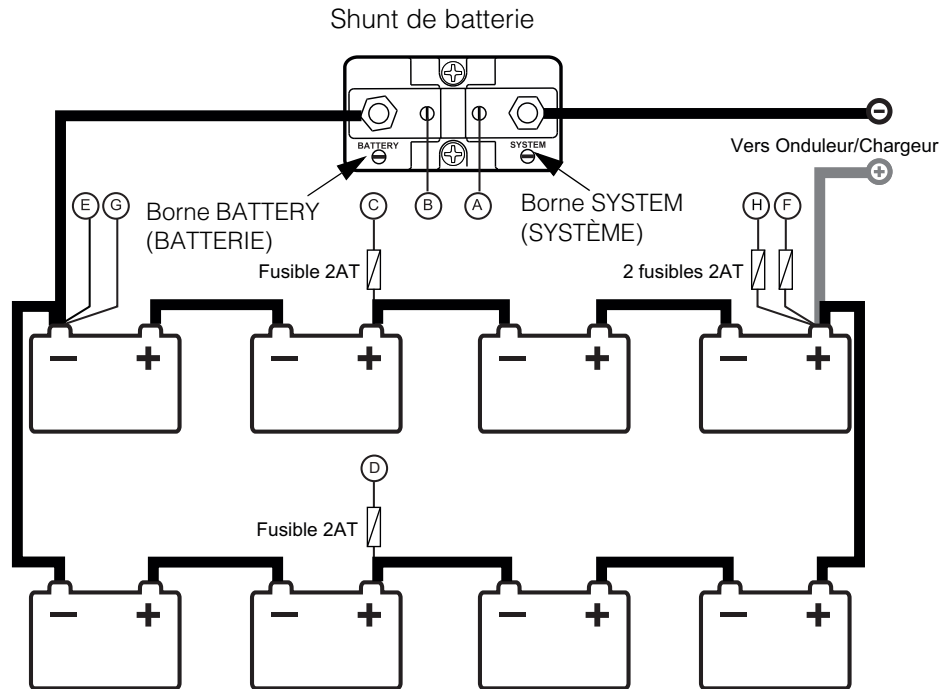 Shunt de batterie
BATTERY
SYSTEM
−
Vers Onduleur/Chargeur
+
E
G
Borne BATTERY
(BATTERIE)
C
B
A
Borne SYSTEM
(SYSTÈME)
H
F
Fusible 2AT
2 fusibles 2AT
− + − + − + − +
D
Fusible 2AT
− + − + − + − +